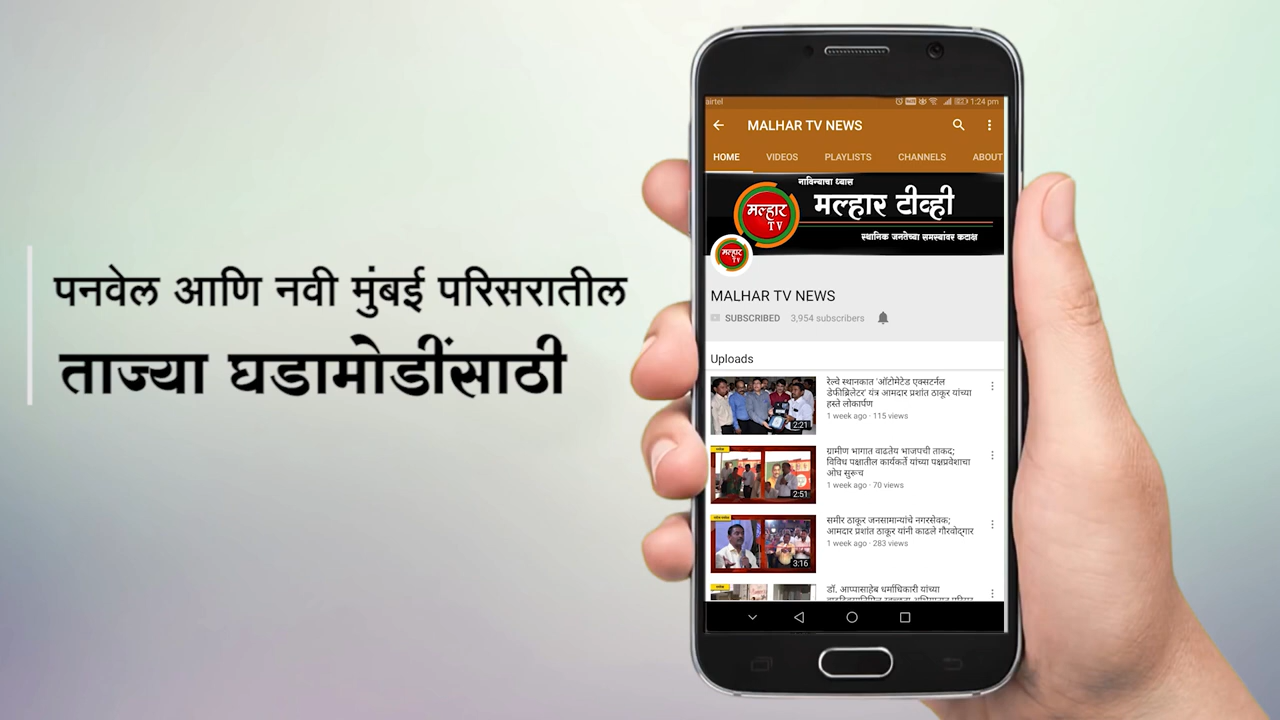 पनवेल आणि नवी मुंबई परिसरातील
ताज्या घडामोडींसाठी
airtel
1:24 pm
MALHAR TV NEWS
HOME VIDEOS PLAYLISTS CHANNELS ABOUT
नाविन्याचा ध्यास
मल्हार टीव्ही
स्थानिक जनतेच्या समस्यांवर कटाक्ष
मल्हार
TV
मल्हार
TV
MALHAR TV NEWS
SUBSCRIBED 3,954 subscribers
Uploads
रेल्वे स्थानकात 'ऑटोमेटेड एक्सटर्नल
डेफीब्रिलेटर' यंत्र आमदार प्रशांत ठाकूर यांच्या
हस्ते लोकार्पण
1 week ago · 115 views
2:21
ग्रामीण भागात वाढतेय भाजपची ताकद;
विविध पक्षातील कार्यकर्ते यांच्या पक्षप्रवेशाचा
ओघ सुरूच
1 week ago · 70 views
2:51
समीर ठाकूर जनसामान्यांचे नगरसेवक;
आमदार प्रशांत ठाकूर यांनी काढले गौरवोद्गार
1 week ago · 283 views
3:16
डॉ. आप्पासाहेब धर्माधिकारी यांच्या